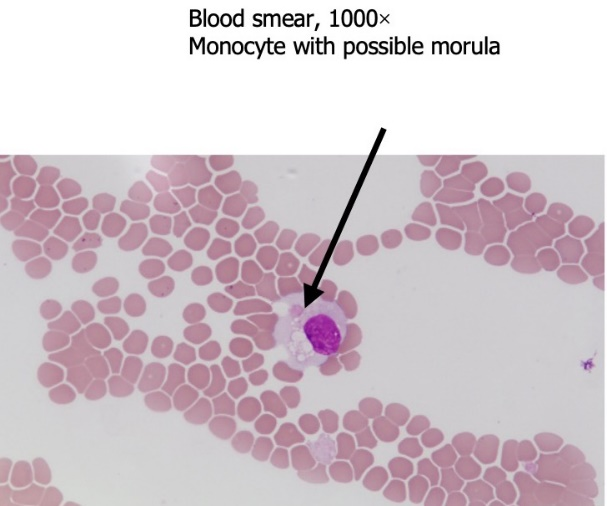 Blood smear, 1000×
Monocyte with possible morula